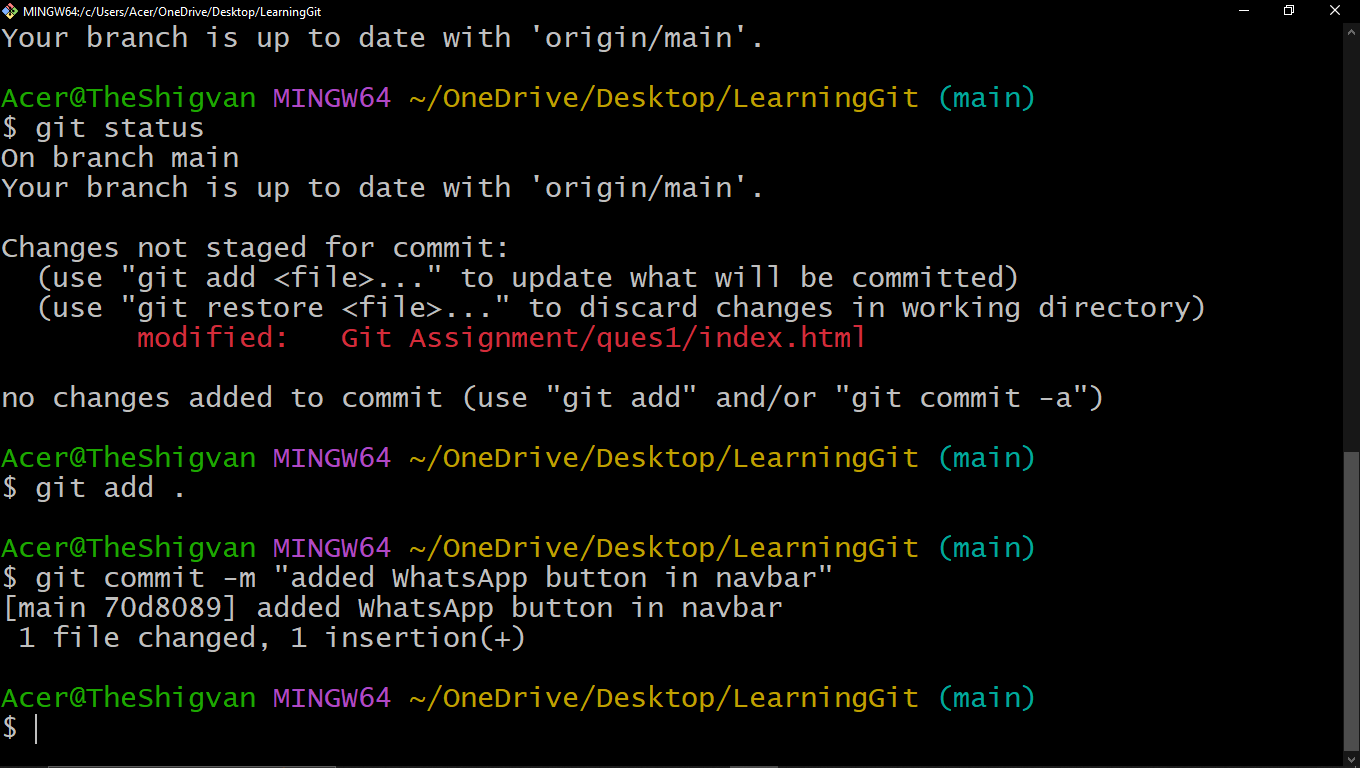 MINGW64:/c/Users/Acer/OneDrive/Desktop/LearningGit
Your branch is up to date with 'origin/main'.
Acer@TheShigvan MINGW64 ~/OneDrive/Desktop/LearningGit (main)
$ git status
On branch main
Your branch is up to date with 'origin/main'.
Changes not staged for commit:
  (use "git add <file>..." to update what will be committed)
  (use "git restore <file>..." to discard changes in working directory)
        modified:   Git Assignment/ques1/index.html
no changes added to commit (use "git add" and/or "git commit -a")
Acer@TheShigvan MINGW64 ~/OneDrive/Desktop/LearningGit (main)
$ git add .
Acer@TheShigvan MINGW64 ~/OneDrive/Desktop/LearningGit (main)
$ git commit -m "added WhatsApp button in navbar"
[main 70d8089] added WhatsApp button in navbar
 1 file changed, 1 insertion(+)
Acer@TheShigvan MINGW64 ~/OneDrive/Desktop/LearningGit (main)
$